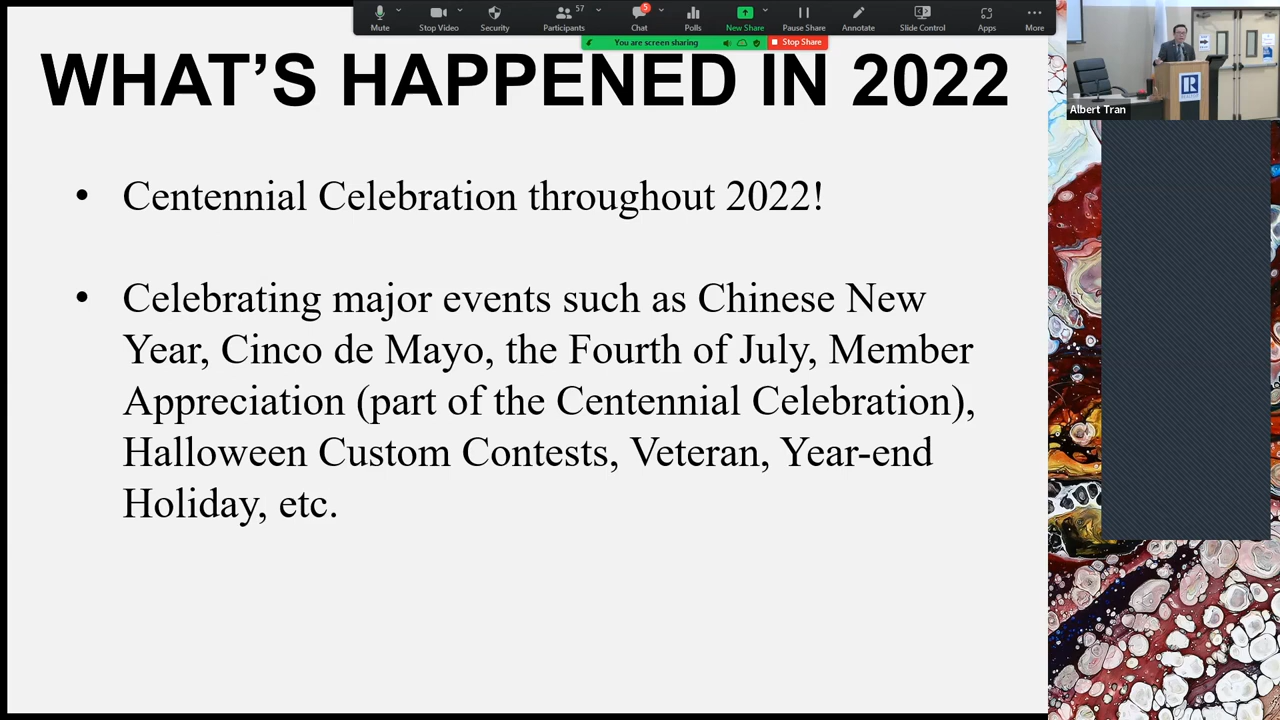 57
5
Mute
Stop Video
Security
Participants
Chat
Polls
New Share
Pause Share
Annotate
Slide Control
Apps
More
You are screen sharing
Stop Share
WHAT’S HAPPENED IN 2022
Albert Tran
R
• Centennial Celebration throughout 2022!
• Celebrating major events such as Chinese New
Year, Cinco de Mayo, the Fourth of July, Member
Appreciation (part of the Centennial Celebration),
Halloween Custom Contests, Veteran, Year-end
Holiday, etc.